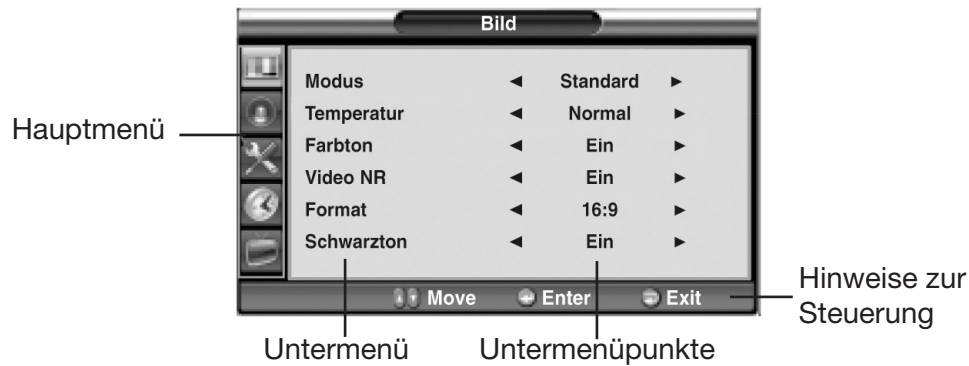 Bild
Modus ◄ Standard ►
Temperatur ◄ Normal ►
Hauptmenü
Farbton ◄ Ein ►
Video NR ◄ Ein ►
Format ◄ 16:9 ►
Schwarzton ◄ Ein ►
Move Enter Exit
Hinweise zur
Steuerung
Untermenü
Untermenüpunkte